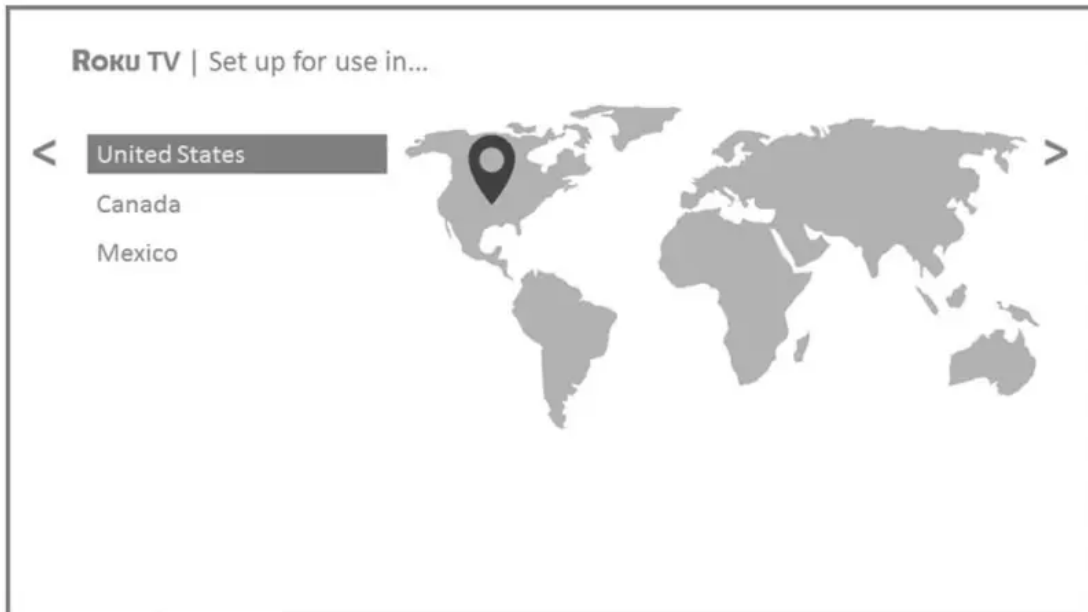 ROKU TV | Set up for use in...
<
United States
>
Canada
Mexico